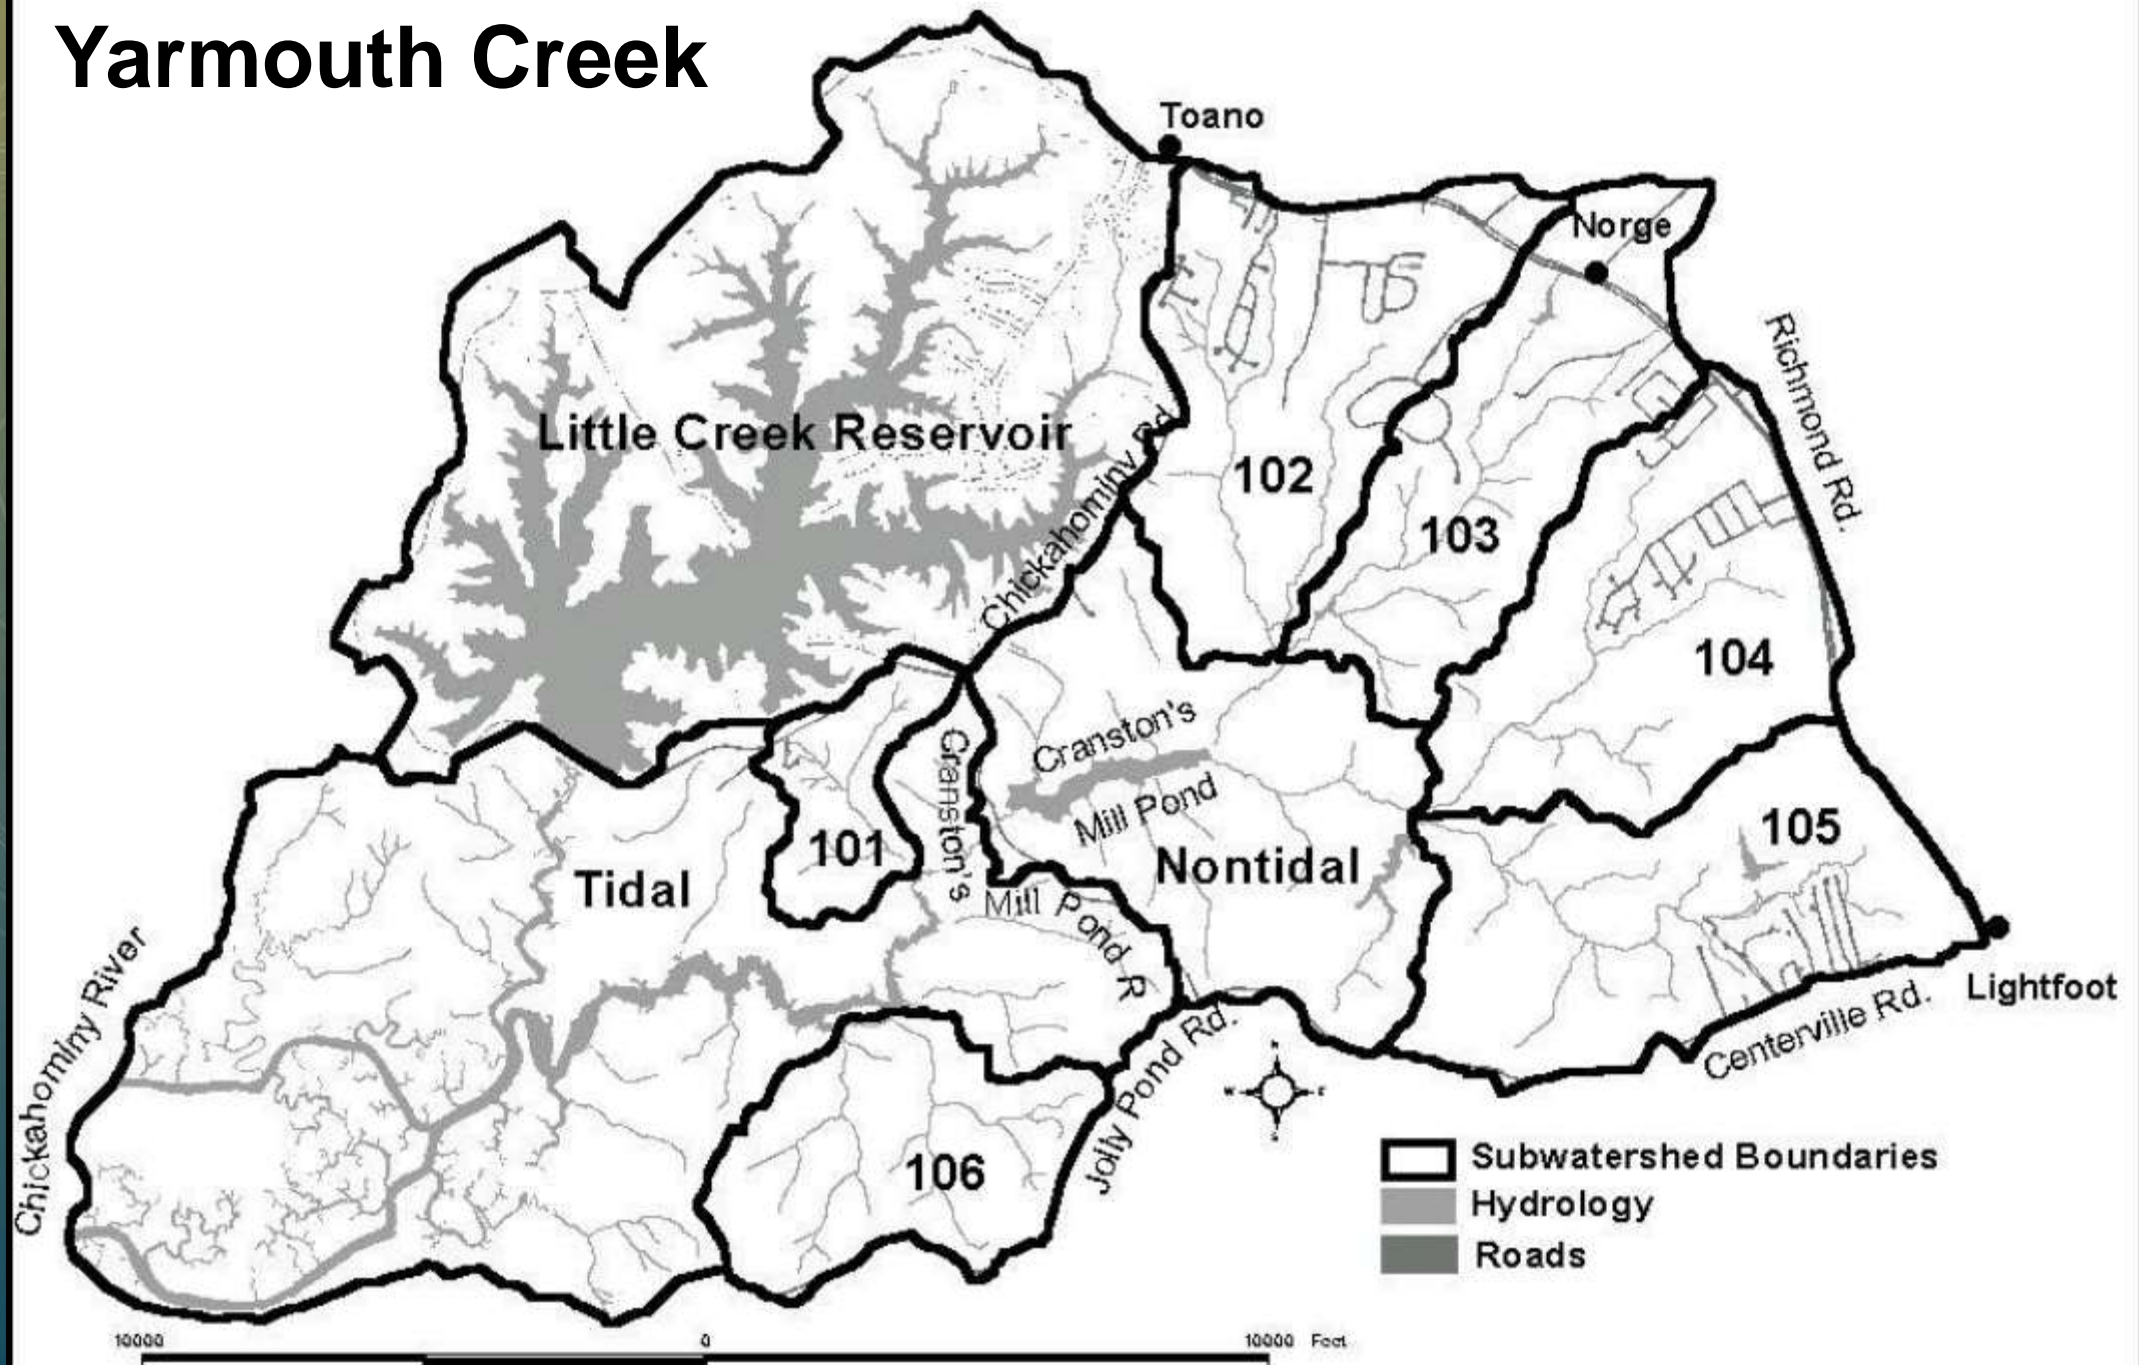 Yarmouth Creek
Toano
Norge
Richmond Rd.
Little Creek Reservoir
Chickahominy Rd
102
103
104
Cranston's
Mill Pond
Cranston's
Mill Pond R
101
105
Tidal
Nontidal
Chickahominy River
Lightfoot
Centerville Rd.
Jolly Pond Rd.
106
N
W
E
S
Subwatershed Boundaries
Hydrology
Roads
10000 0 10000 Feet